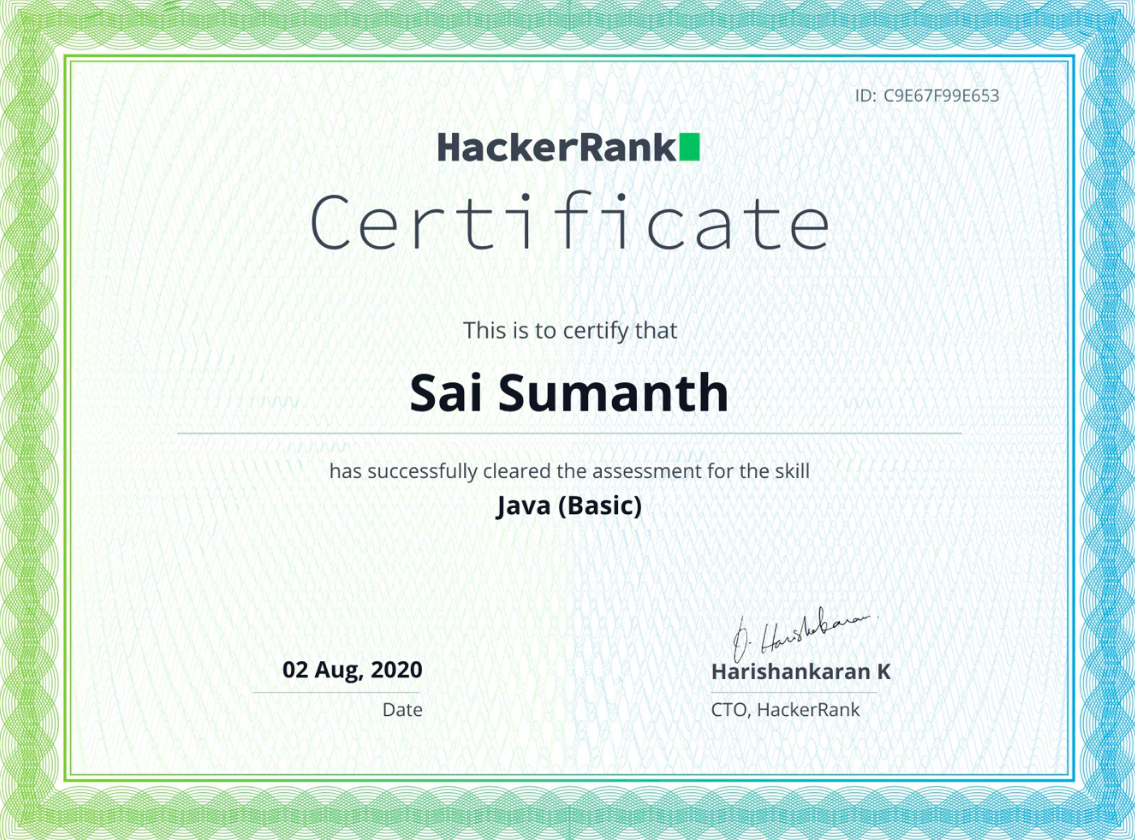 ID: C9E67F99E653
HackerRank
Certificate
This is to certify that
Sai Sumanth
has successfully cleared the assessment for the skill
Java (Basic)
02 Aug, 2020
Date
Harishankaran K
CTO, HackerRank